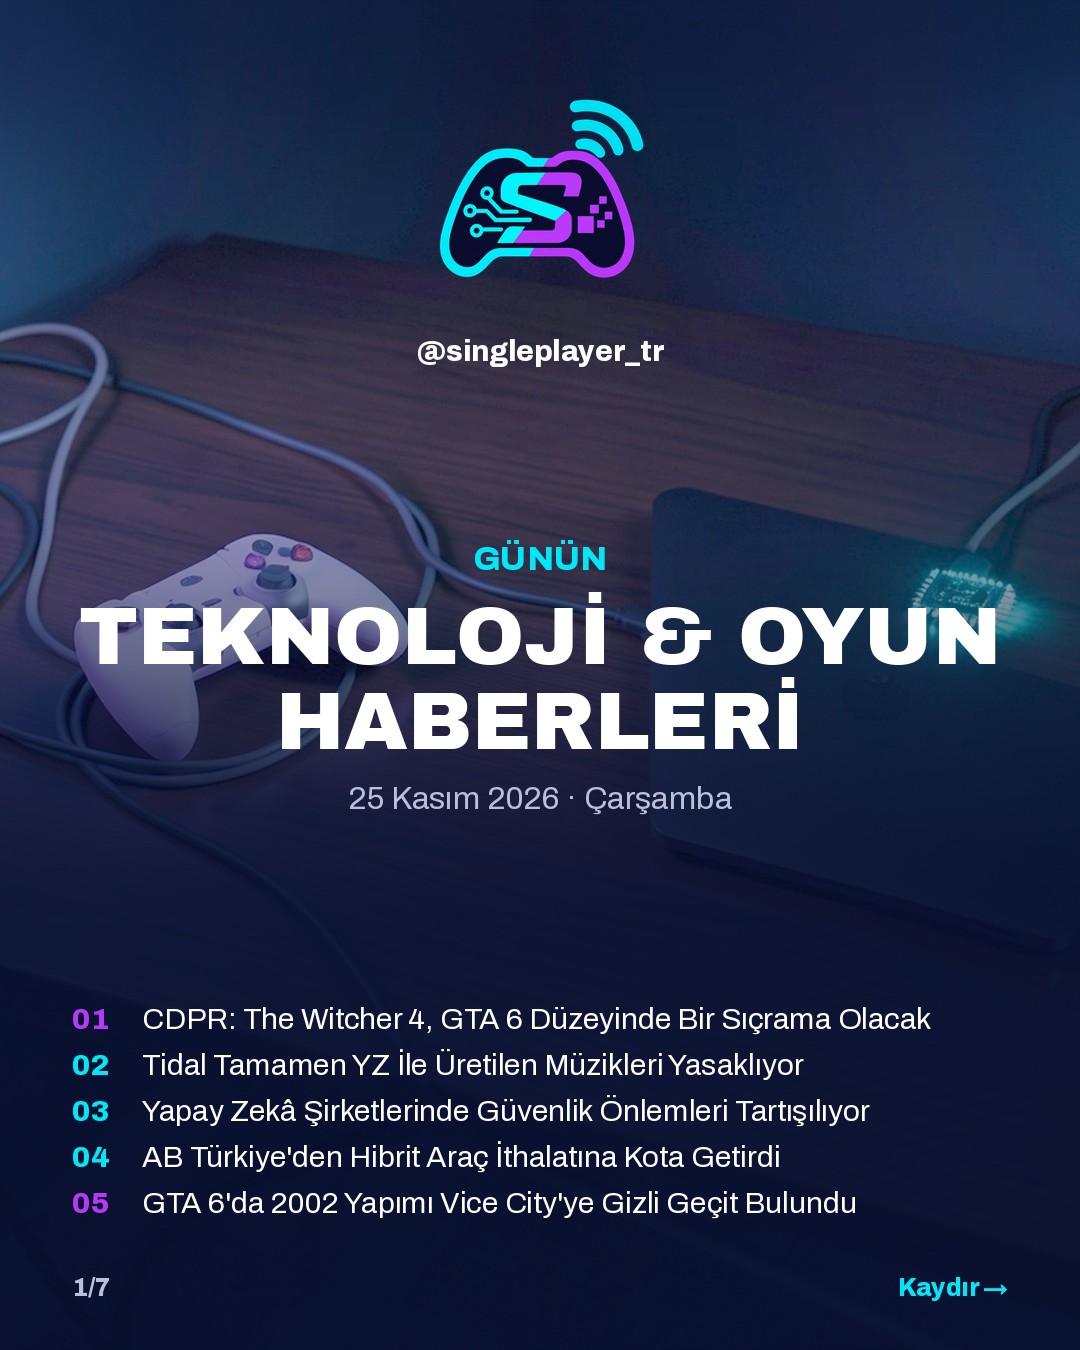 @singleplayer_tr
GÜNÜN
TEKNOLOJİ & OYUN
HABERLERİ
25 Kasım 2026 · Çarşamba
01 CDPR: The Witcher 4, GTA 6 Düzeyinde Bir Sıçrama Olacak
02 Tidal Tamamen YZ İle Üretilen Müzikleri Yasaklıyor
03 Yapay Zekâ Şirketlerinde Güvenlik Önlemleri Tartışılıyor
04 AB Türkiye'den Hibrit Araç İthalatına Kota Getirdi
05 GTA 6'da 2002 Yapımı Vice City'ye Gizli Geçit Bulundu
1/7
Kaydır→